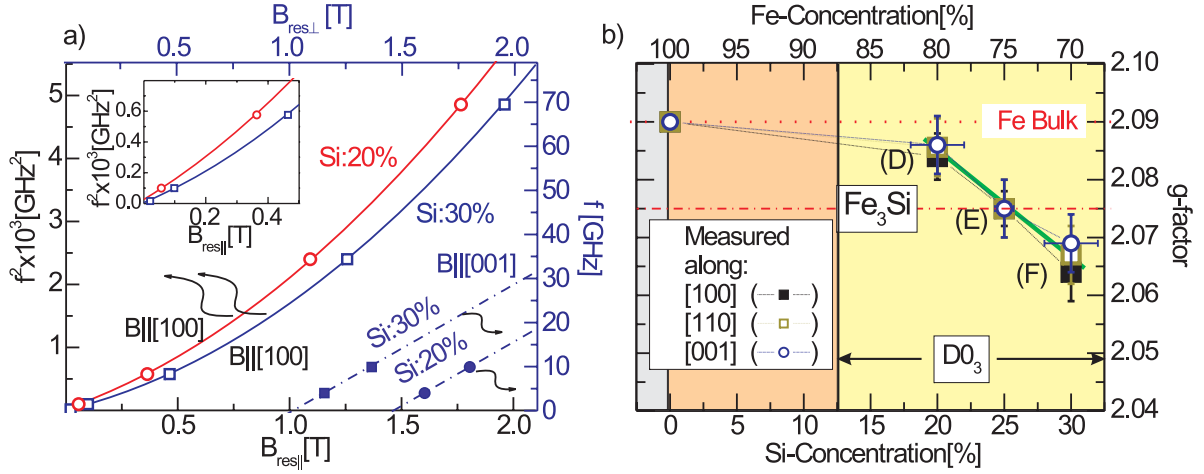 a)
B_res⊥ [T]
0.5 1.0 1.5 2.0
f²x10³[GHz²]
5
4
3
2
1
0.6
0.4
0.2
0.0
f²x10³[GHz²]
0.2 0.4
B_res||[T]
Si:20%
Si:30%
B||[001]
B||[100]
B||[100]
Si:30%
Si:20%
70
60
50
40
30
20
10
0
f[GHz]
0.5 1.0 1.5 2.0
B_res||[T]
b)
Fe-Concentration[%]
100 95 90 85 80 75 70
2.10
2.09
2.08
2.07
2.06
2.05
2.04
g-factor
Fe Bulk
(D)
Fe₃Si
(E)
(F)
Measured
along:
[100] ( )
[110] ( )
[001] ( )
D0₃
0 5 10 15 20 25 30
Si-Concentration[%]